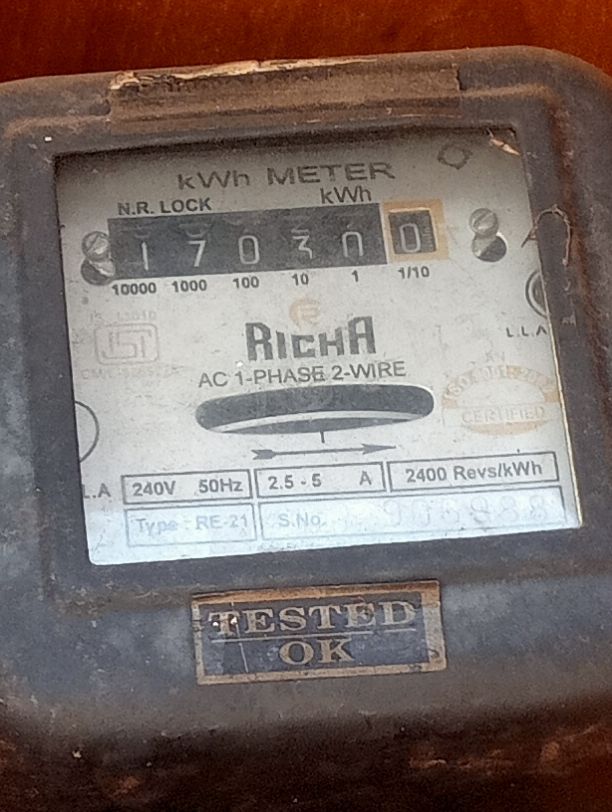 kWh METER
N.R. LOCK kWh
1 7 0 3 0 0
10000 1000 100 10 1 1/10
ISI
RICHA
L.L.A
AC 1-PHASE 2-WIRE
CERTIFIED
L.A
240V 50Hz 2.5 - 5 A 2400 Revs/kWh
Type : RE-21 S.No.
TESTED
OK